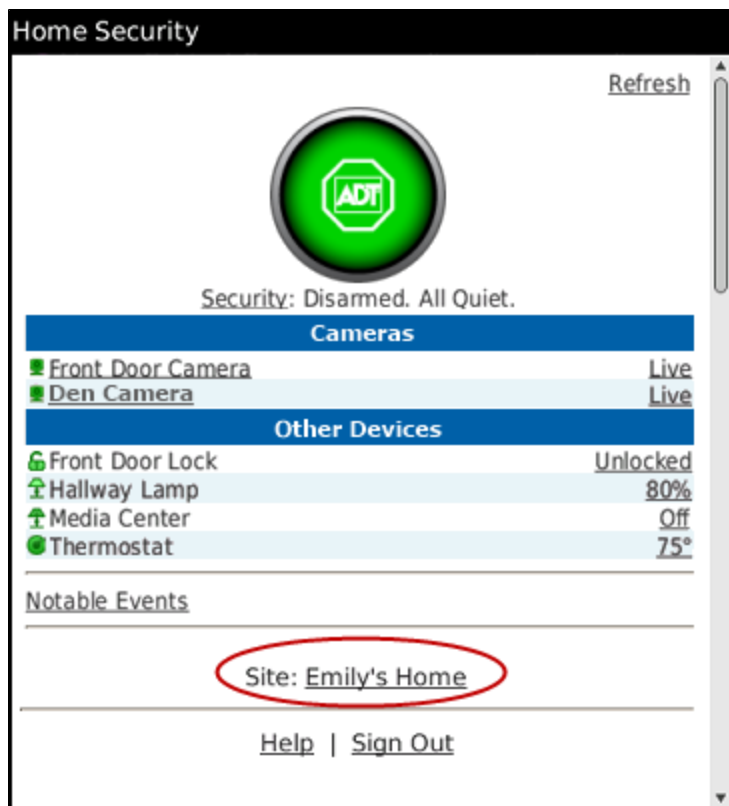 Home Security
Refresh
ADT
Security: Disarmed. All Quiet.
Cameras
Front Door Camera Live
Den Camera Live
Other Devices
Front Door Lock Unlocked
Hallway Lamp 80%
Media Center Off
Thermostat 75°
Notable Events
Site: Emily's Home
Help | Sign Out